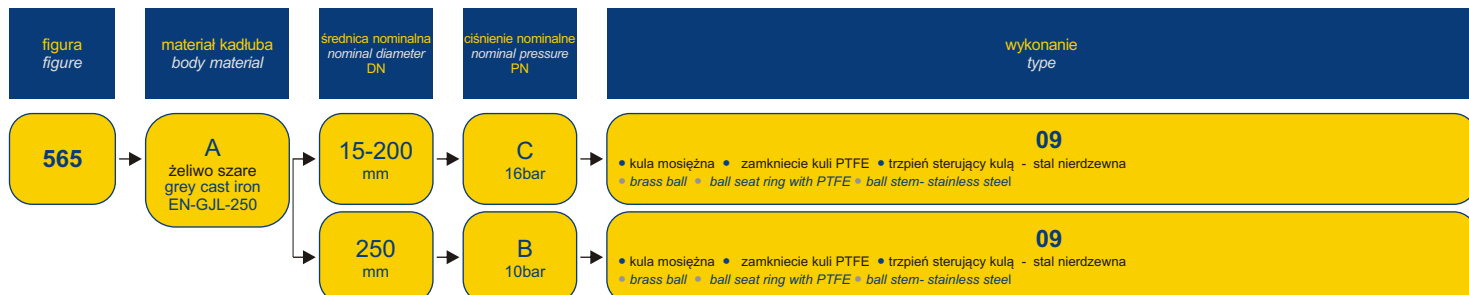 figura
figure
materiał kadłuba
body material
średnica nominalna
nominal diameter
DN
ciśnienie nominalne
nominal pressure
PN
wykonanie
type
565
A
żeliwo szare
grey cast iron
EN-GJL-250
15-200
mm
C
16bar
09
• kula mosiężna • zamkniecie kuli PTFE • trzpień sterujący kulą - stal nierdzewna
• brass ball • ball seat ring with PTFE • ball stem- stainless steel
250
mm
B
10bar
09
• kula mosiężna • zamkniecie kuli PTFE • trzpień sterujący kulą - stal nierdzewna
• brass ball • ball seat ring with PTFE • ball stem- stainless steel